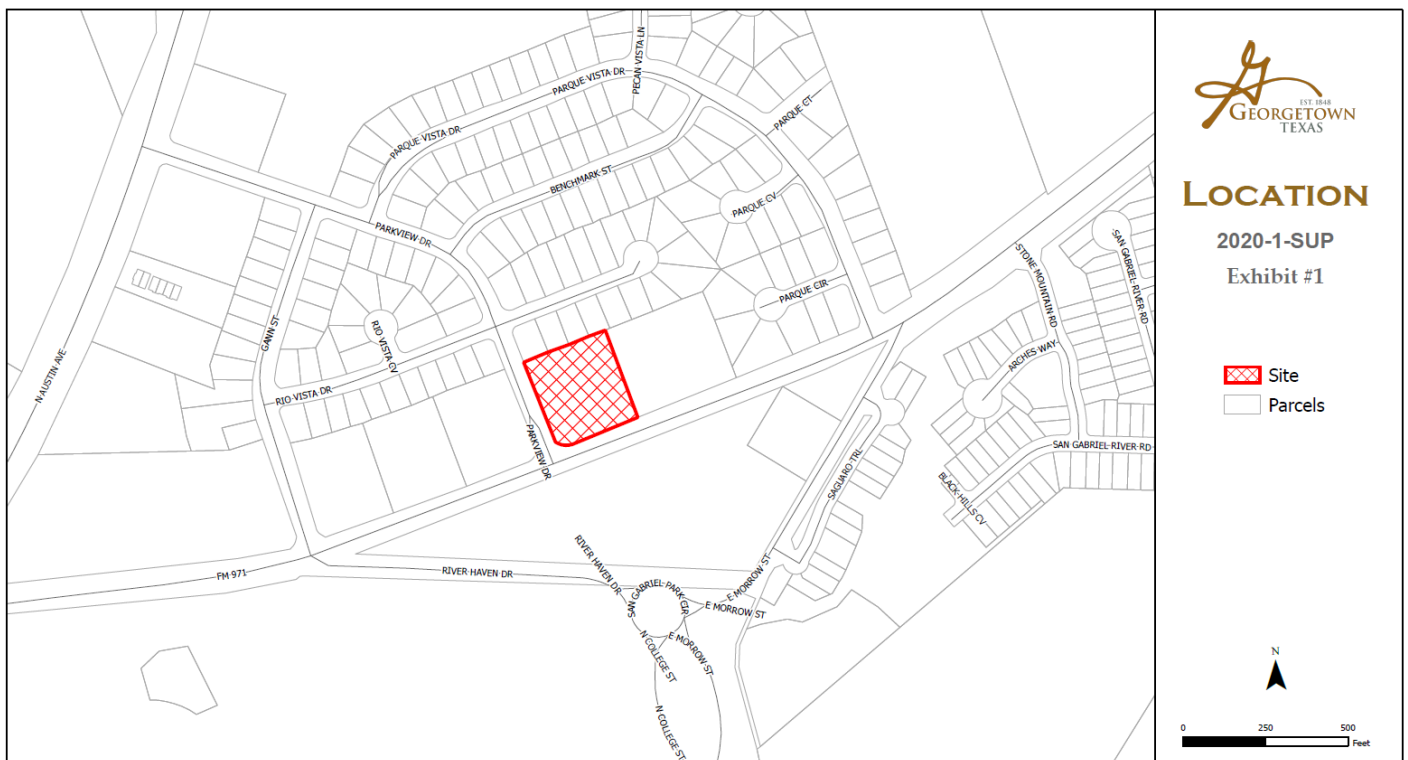 PECAN VISTA LN
PARQUE VISTA DR
PARQUE VISTA DR
PARQUE CT
BENCHMARK ST
PARQUE CV
PARKVIEW DR
PARQUE CIR
STONE MOUNTAIN RD
SAN GABRIEL RIVER RD
GANN ST
RIO VISTA CV
N AUSTIN AVE
RIO VISTA DR
ARCHES WAY
PARKVIEW DR
SAN GABRIEL RIVER RD
SAGUARO TRL
BLACK HILLS CV
FM 971
RIVER HAVEN DR
RIVER HAVEN DR
SAN GABRIEL PARK CIR
E MORROW ST
E MORROW ST
E MORROW ST
N COLLEGE ST
N COLLEGE ST
G
EST. 1848
GEORGETOWN
TEXAS
LOCATION
2020-1-SUP
Exhibit #1
Site
Parcels
N
0 250 500
Feet